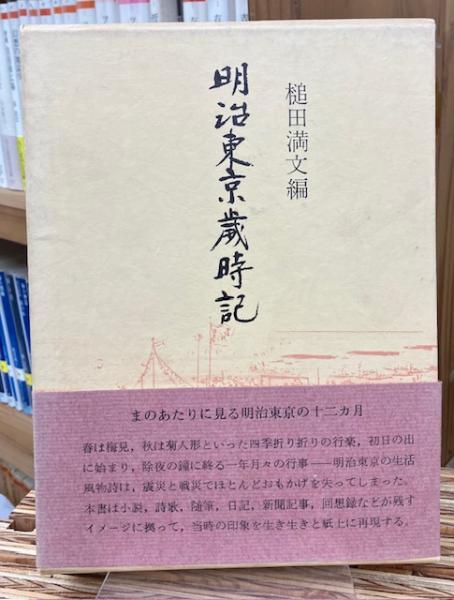 明治東京歳時記
槌田満文編
まのあたりに見る明治東京の十二カ月
春は梅見，秋は菊人形といった四季折り折りの行楽，初日の出
に始まり，除夜の鐘に終る一年月々の行事――明治東京の生活
風物詩は，震災と戦災でほとんどおもかげを失ってしまった。
本書は小説，詩歌，随筆，日記，新聞記事，回想録などが残す
イメージに拠って，当時の印象を生き生きと紙上に再現する。